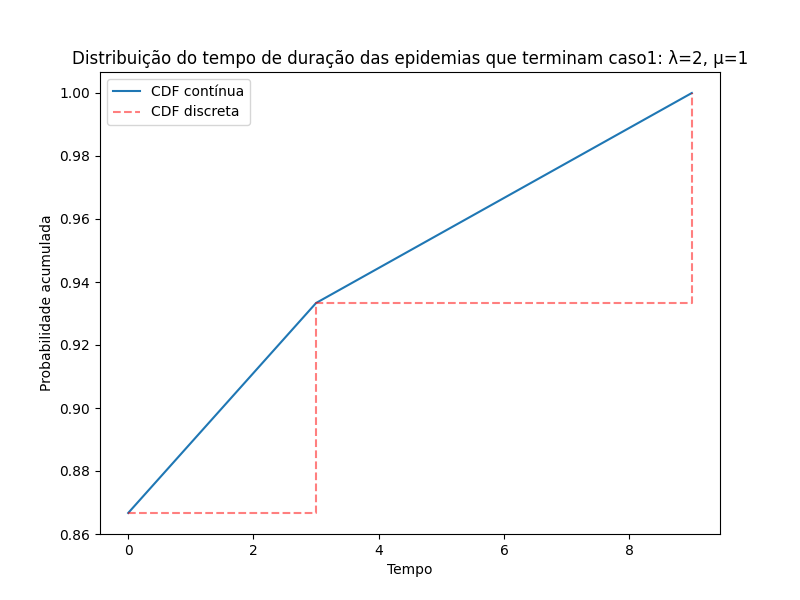 Distribuição do tempo de duração das epidemias que terminam caso1: λ=2, μ=1
CDF contínua
CDF discreta
Probabilidade acumulada
1.00
0.98
0.96
0.94
0.92
0.90
0.88
0.86
0 2 4 6 8
Tempo